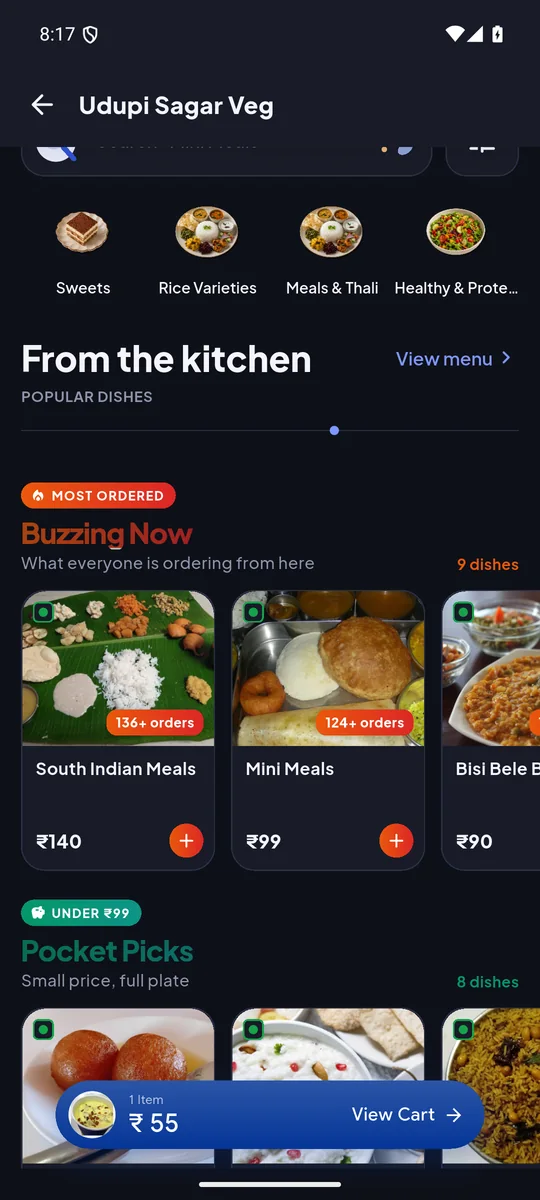 8:17
Udupi Sagar Veg
Sweets
Rice Varieties
Meals & Thali
Healthy & Prote...
From the kitchen
View menu
POPULAR DISHES
MOST ORDERED
Buzzing Now
What everyone is ordering from here
9 dishes
136+ orders
124+ orders
South Indian Meals
Mini Meals
Bisi Bele B
₹140
₹99
₹90
UNDER ₹99
Pocket Picks
Small price, full plate
8 dishes
1 Item
₹ 55
View Cart